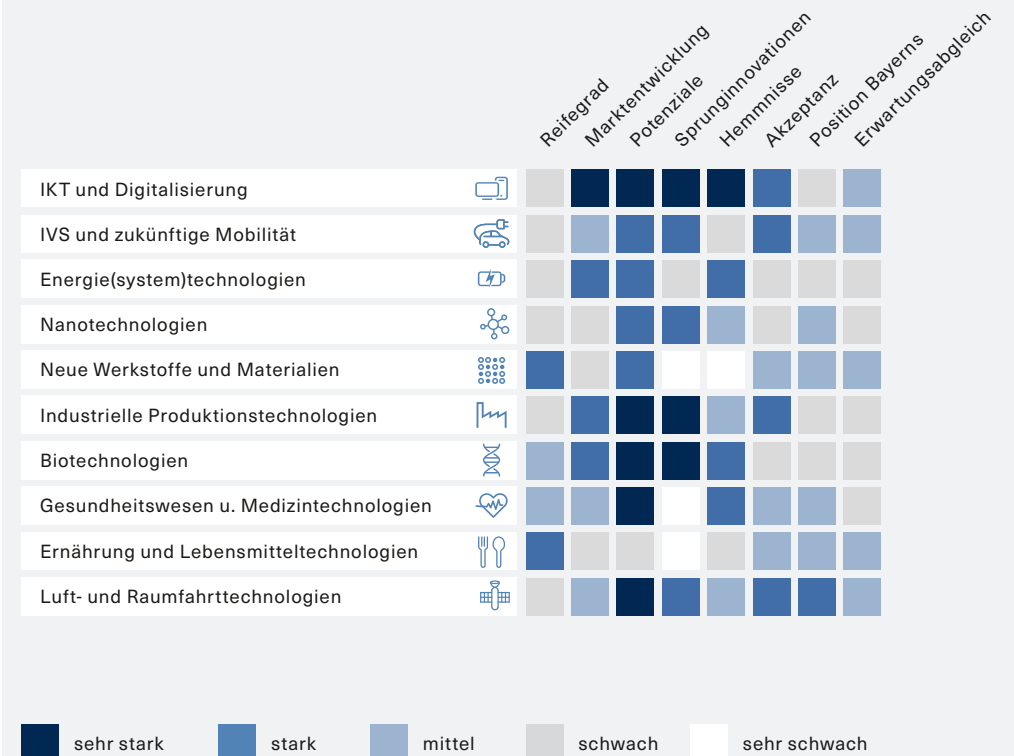 Reifegrad
Marktentwicklung
Potenziale
Sprunginnovationen
Hemmnisse
Akzeptanz
Position Bayerns
Erwartungsabgleich
IKT und Digitalisierung
IVS und zukünftige Mobilität
Energie(system)technologien
Nanotechnologien
Neue Werkstoffe und Materialien
Industrielle Produktionstechnologien
Biotechnologien
Gesundheitswesen u. Medizintechnologien
Ernährung und Lebensmitteltechnologien
Luft- und Raumfahrttechnologien
sehr stark stark mittel schwach sehr schwach